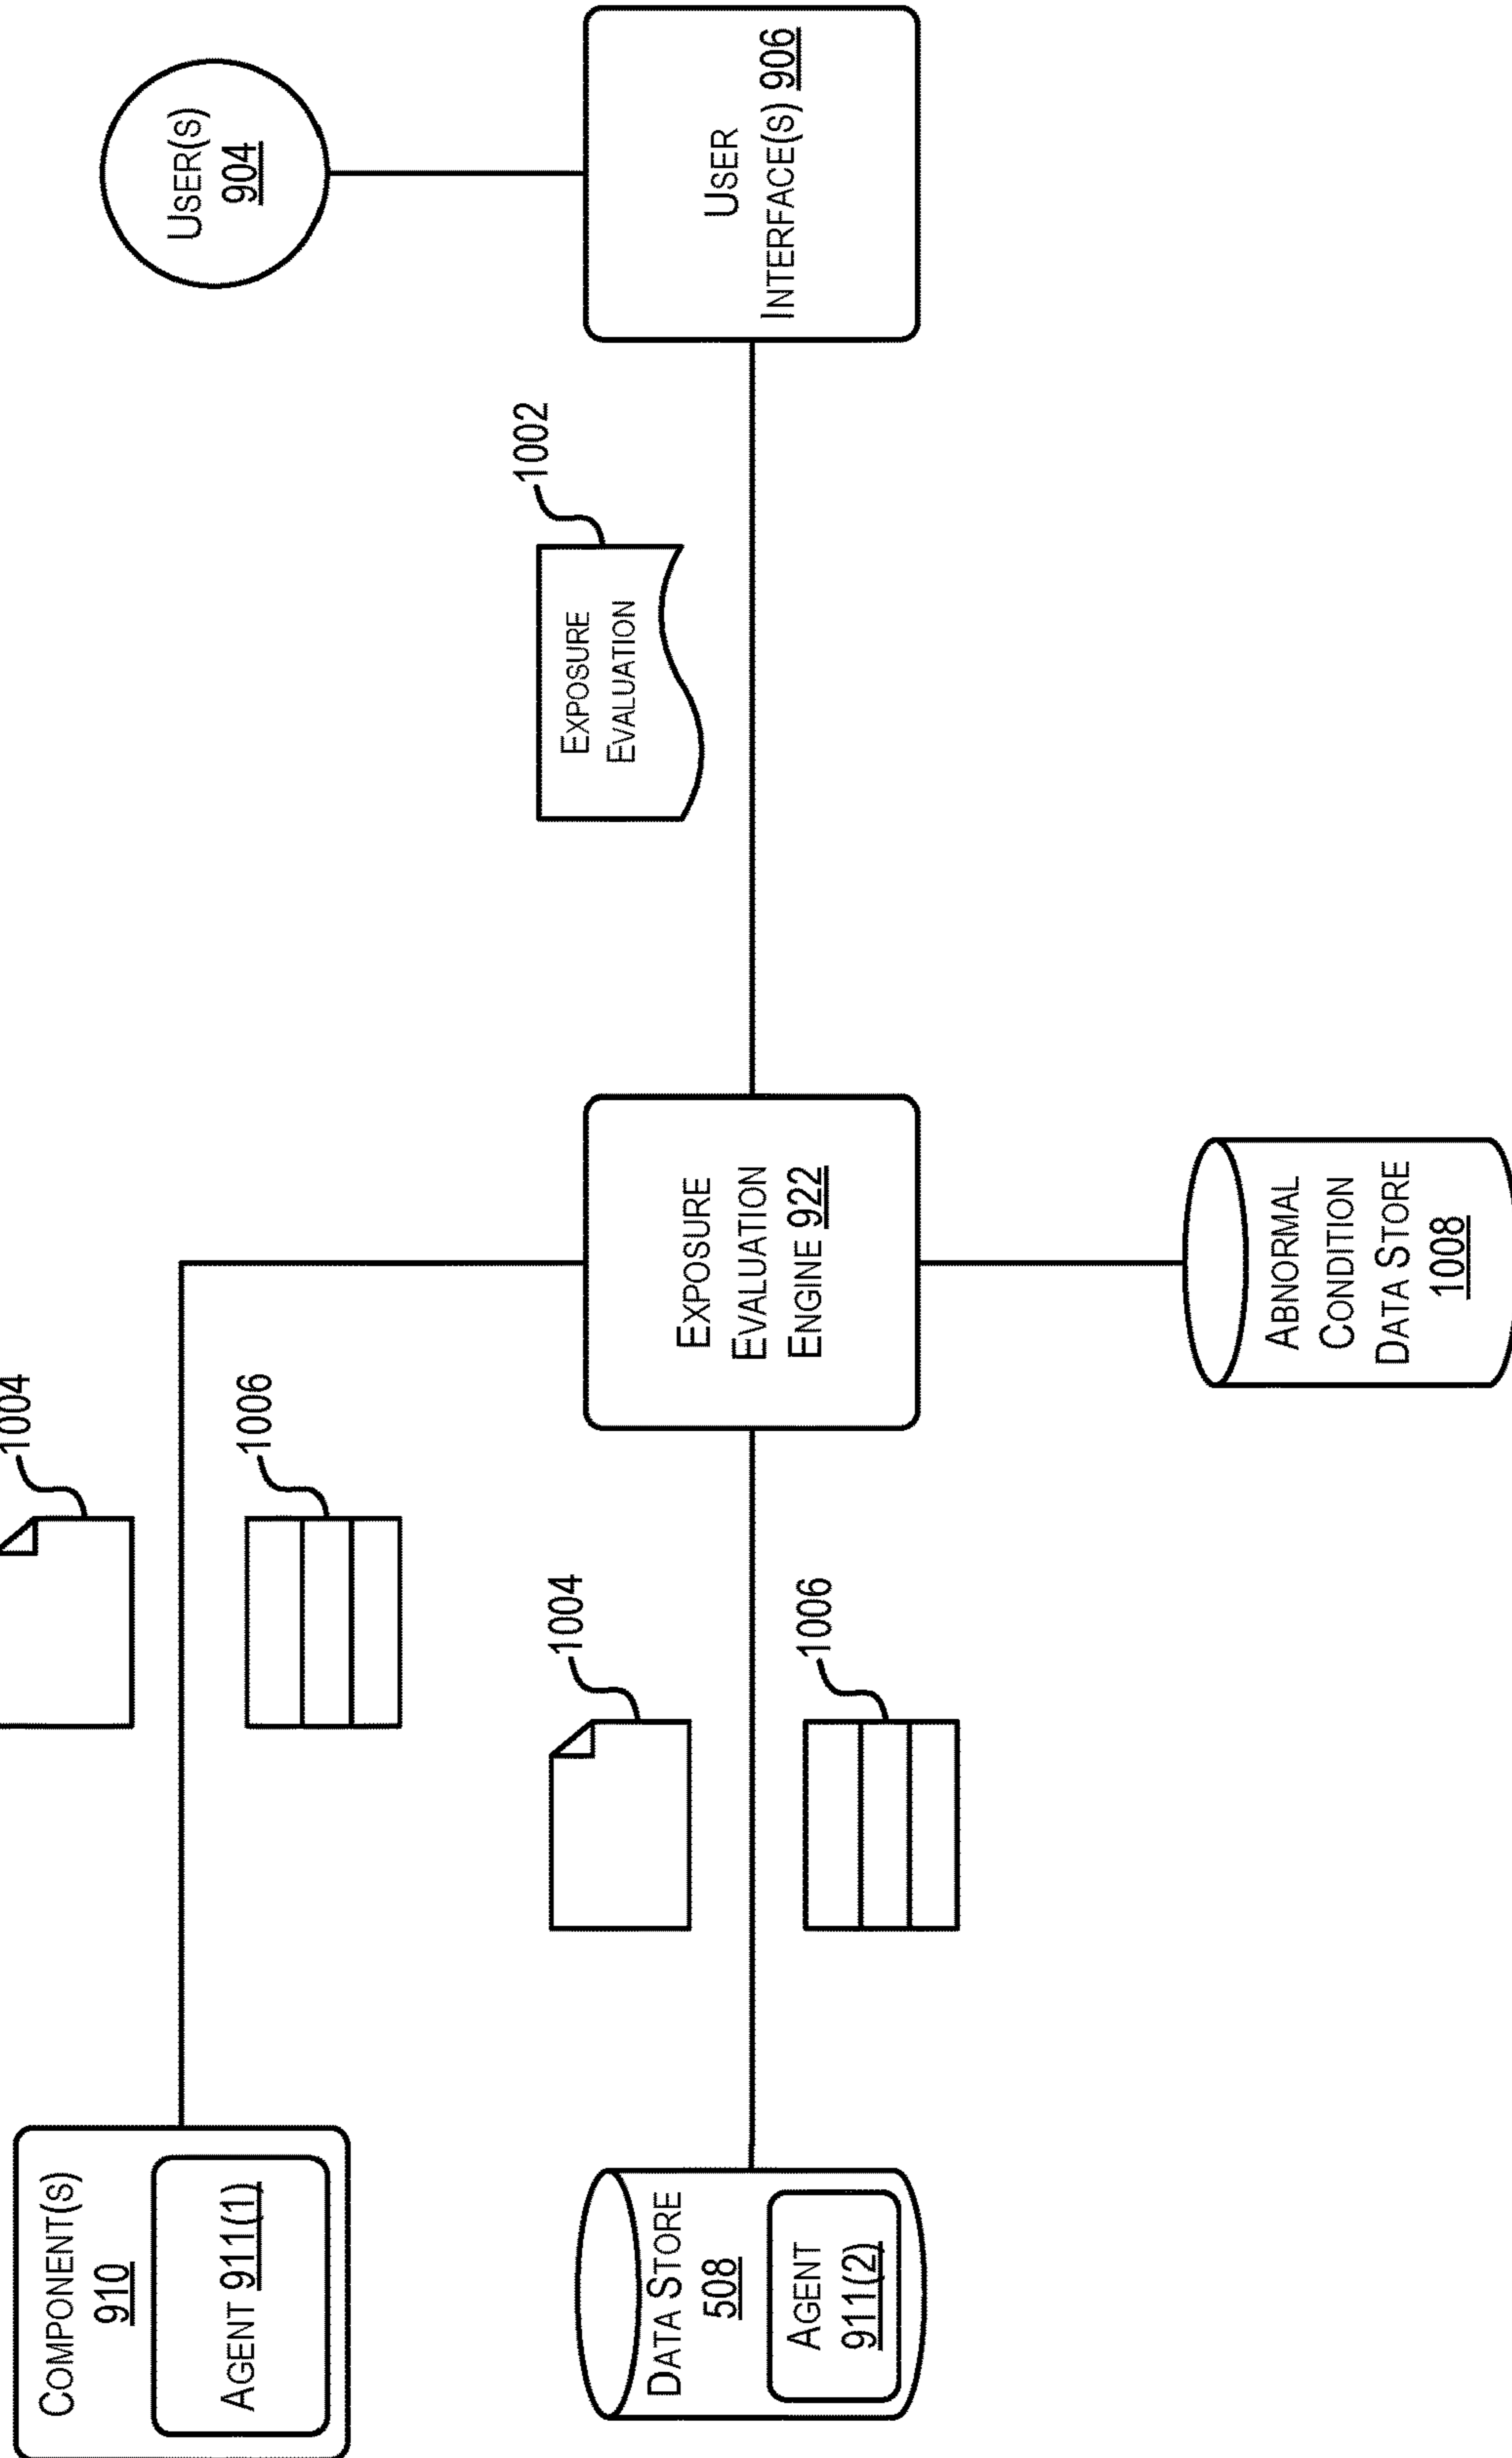 COMPONENT(S)
910
AGENT 911(1)
1004
1006
USER(S)
904
DATA STORE
508
AGENT
911(2)
1004
1006
EXPOSURE
EVALUATION
ENGINE 922
1002
EXPOSURE
EVALUATION
USER
INTERFACE(S) 906
ABNORMAL
CONDITION
DATA STORE
1008